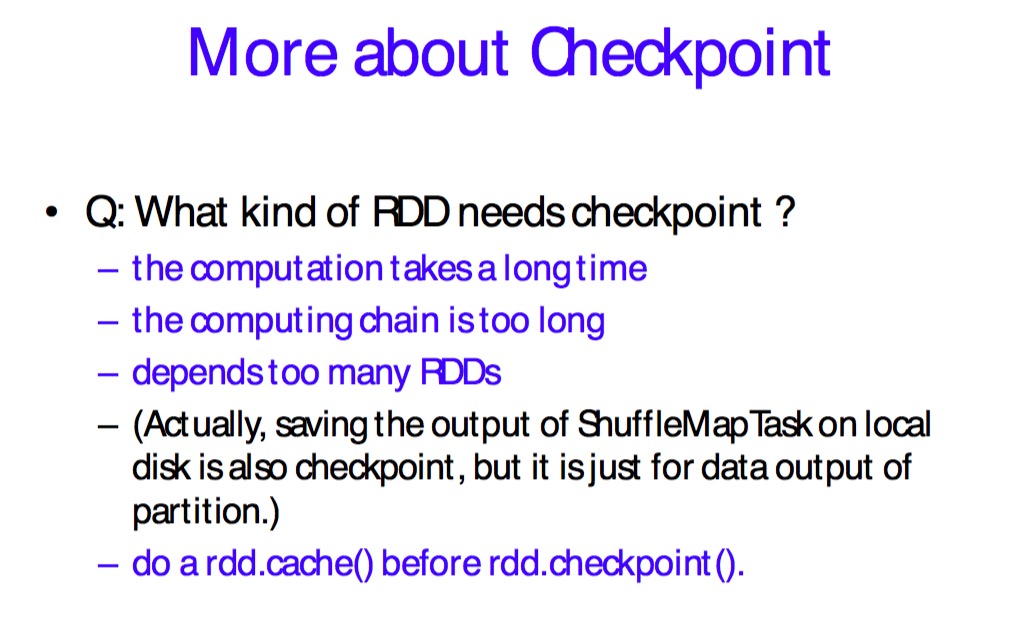 More about Checkpoint
• Q: What kind of RDD needs checkpoint ?
– the computation takes a long time
– the computing chain is too long
– depends too many RDDs
– (Actually, saving the output of ShuffleMapTask on local
disk is also checkpoint, but it is just for data output of
partition.)
– do a rdd.cache() before rdd.checkpoint().